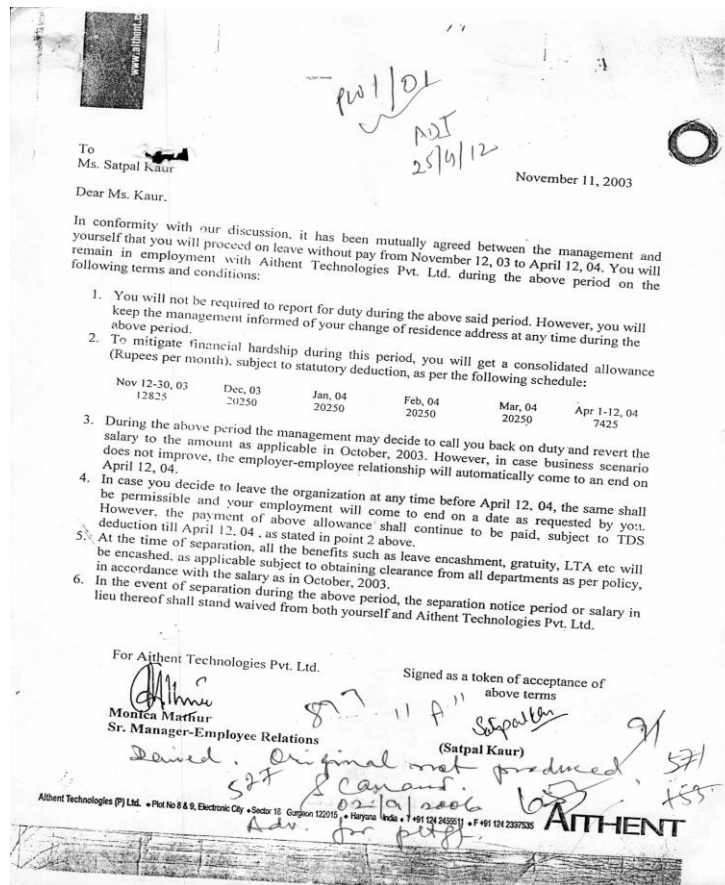 www.aithent.c
PW1/01
ADJ
25/9/12
To
Ms. Satpal Kaur
November 11, 2003
Dear Ms. Kaur.
In conformity with our discussion, it has been mutually agreed between the management and
yourself that you will proceed on leave without pay from November 12, 03 to April 12, 04. You will
remain in employment with Aithent Technologies Pvt. Ltd. during the above period on the
following terms and conditions:
1. You will not be required to report for duty during the above said period. However, you will
keep the management informed of your change of residence address at any time during the
above period.
2. To mitigate financial hardship during this period, you will get a consolidated allowance
(Rupees per month). subject to statutory deduction, as per the following schedule:
Nov 12-30, 03 Dec, 03 Jan, 04 Feb, 04 Mar, 04 Apr 1-12, 04
12825 20250 20250 20250 20250 7425
3. During the above period the management may decide to call you back on duty and revert the
salary to the amount as applicable in October, 2003. However, in case business scenario
does not improve, the employer-employee relationship will automatically come to an end on
April 12, 04.
4. In case you decide to leave the organization at any time before April 12, 04, the same shall
be permissible and your employment will come to end on a date as requested by you.
However, the payment of above allowance shall continue to be paid, subject to TDS
deduction till April 12, 04 , as stated in point 2 above.
5. At the time of separation, all the benefits such as leave encashment, gratuity, LTA etc will
be encashed, as applicable subject to obtaining clearance from all departments as per policy,
in accordance with the salary as in October, 2003.
6. In the event of separation during the above period, the separation notice period or salary in
lieu thereof shall stand waived from both yourself and Aithent Technologies Pvt. Ltd.
For Aithent Technologies Pvt. Ltd.
Signed as a token of acceptance of
above terms
"A"
Satpal Kaur
Monica Mathur
Sr. Manager-Employee Relations
(Satpal Kaur)
Denied. Original not produced
571
527
02/9/2006
Adv. for
Aithent Technologies (P) Ltd. • Plot No 8 & 9, Electronic City • Sector 18 Gurgaon 122015 • Haryana India • T +91 124 2455511 • F +91 124 2397535 AITHENT